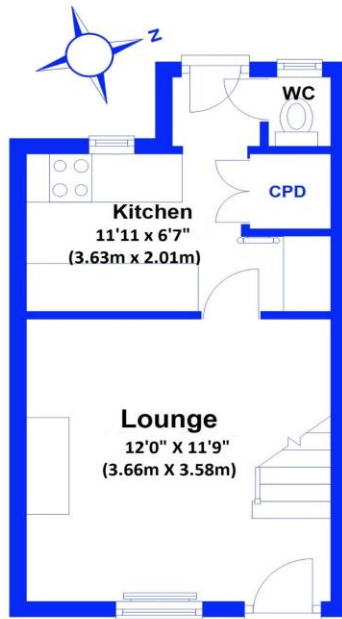 N
WC
CPD
Kitchen
11'11 x 6'7"
(3.63m x 2.01m)
Lounge
12'0" X 11'9"
(3.66m X 3.58m)